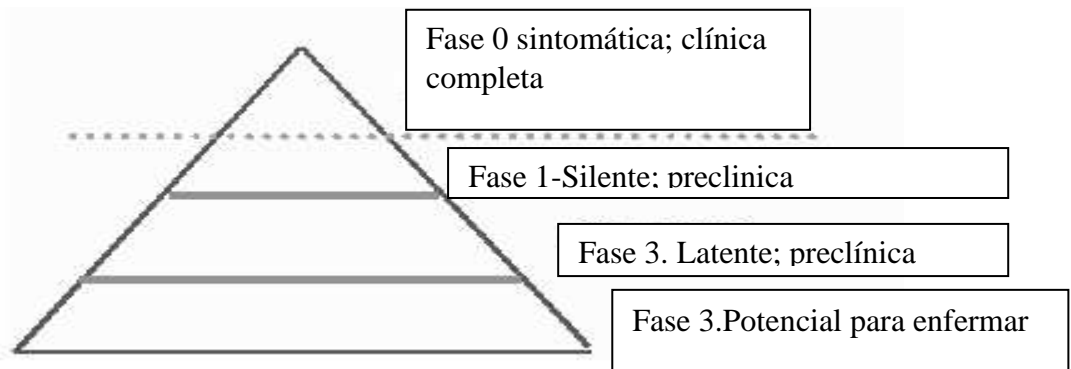 Fase 0 sintomática; clínica
completa
Fase 1-Silente; preclinica
Fase 3. Latente; preclínica
Fase 3.Potencial para enfermar